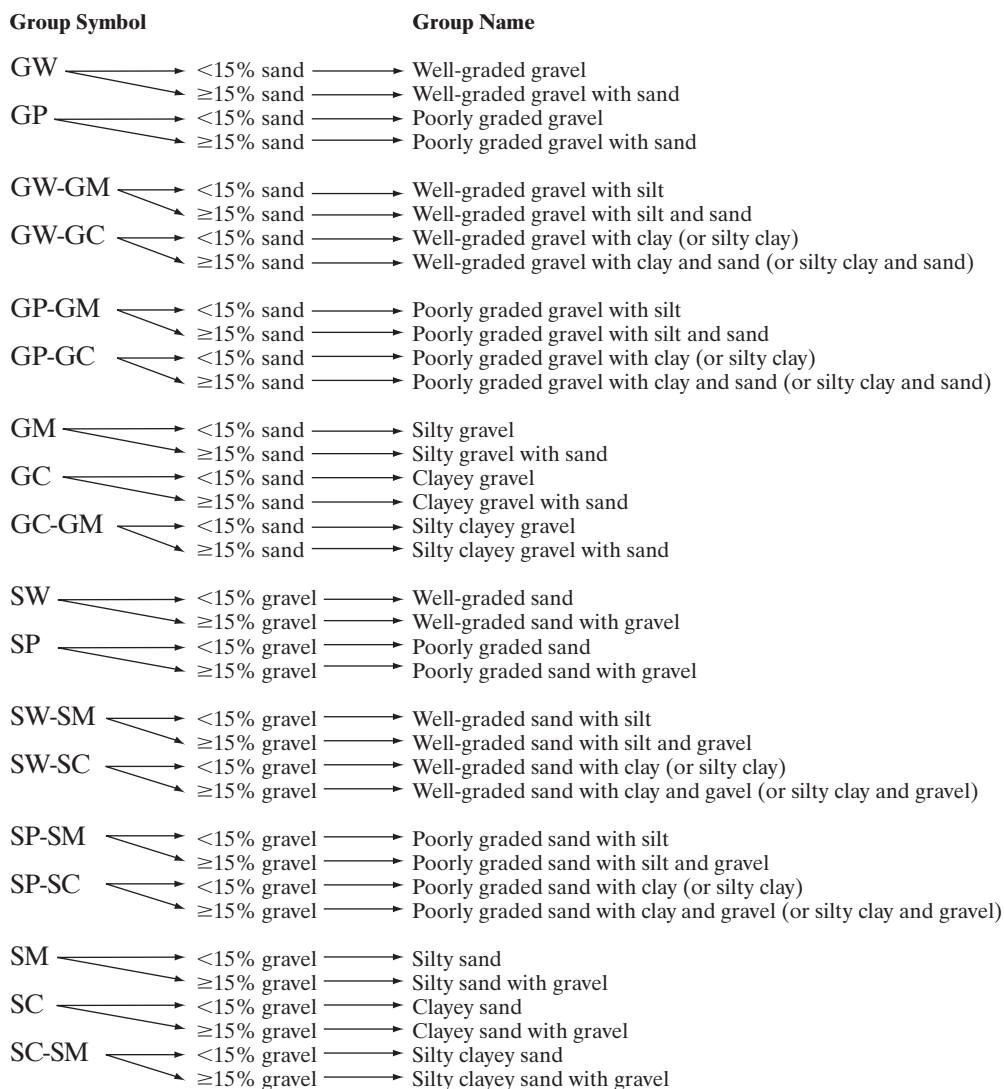 Group Symbol Group Name
GW <15% sand Well-graded gravel
≥15% sand Well-graded gravel with sand
GP <15% sand Poorly graded gravel
≥15% sand Poorly graded gravel with sand
GW-GM <15% sand Well-graded gravel with silt
≥15% sand Well-graded gravel with silt and sand
GW-GC <15% sand Well-graded gravel with clay (or silty clay)
≥15% sand Well-graded gravel with clay and sand (or silty clay and sand)
GP-GM <15% sand Poorly graded gravel with silt
≥15% sand Poorly graded gravel with silt and sand
GP-GC <15% sand Poorly graded gravel with clay (or silty clay)
≥15% sand Poorly graded gravel with clay and sand (or silty clay and sand)
GM <15% sand Silty gravel
≥15% sand Silty gravel with sand
GC <15% sand Clayey gravel
≥15% sand Clayey gravel with sand
GC-GM <15% sand Silty clayey gravel
≥15% sand Silty clayey gravel with sand
SW <15% gravel Well-graded sand
≥15% gravel Well-graded sand with gravel
SP <15% gravel Poorly graded sand
≥15% gravel Poorly graded sand with gravel
SW-SM <15% gravel Well-graded sand with silt
≥15% gravel Well-graded sand with silt and gravel
SW-SC <15% gravel Well-graded sand with clay (or silty clay)
≥15% gravel Well-graded sand with clay and gavel (or silty clay and gravel)
SP-SM <15% gravel Poorly graded sand with silt
≥15% gravel Poorly graded sand with silt and gravel
SP-SC <15% gravel Poorly graded sand with clay (or silty clay)
≥15% gravel Poorly graded sand with clay and gravel (or silty clay and gravel)
SM <15% gravel Silty sand
≥15% gravel Silty sand with gravel
SC <15% gravel Clayey sand
≥15% gravel Clayey sand with gravel
SC-SM <15% gravel Silty clayey sand
≥15% gravel Silty clayey sand with gravel